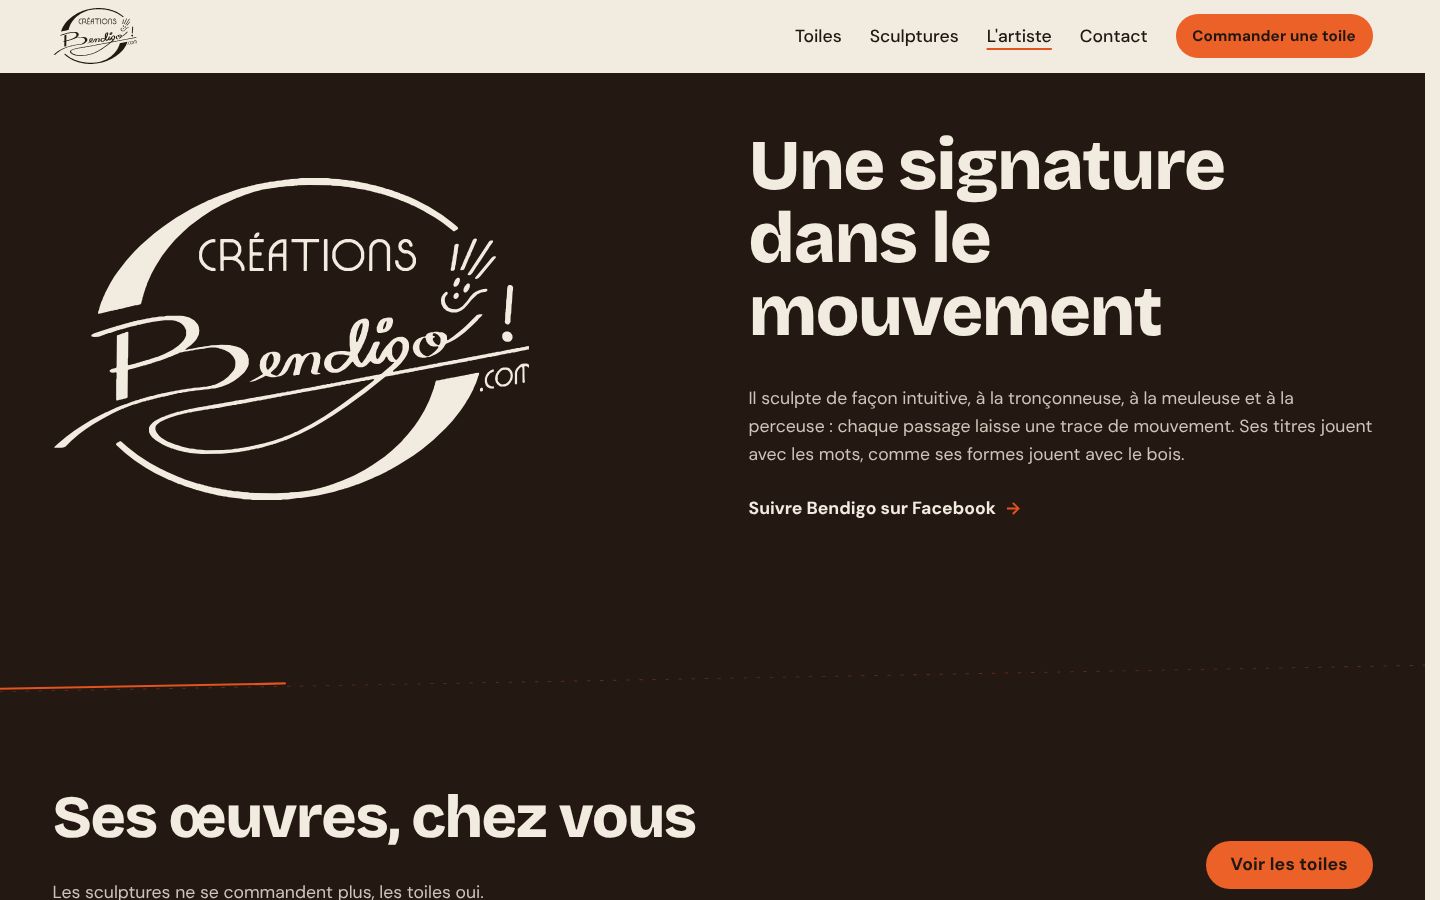 CRÉATIONS
Bendigo !
.com
Toiles
Sculptures
L'artiste
Contact
Commander une toile
CRÉATIONS
Bendigo !
.com
Une signature
dans le
mouvement
Il sculpte de façon intuitive, à la tronçonneuse, à la meuleuse et à la
perceuse : chaque passage laisse une trace de mouvement. Ses titres jouent
avec les mots, comme ses formes jouent avec le bois.
Suivre Bendigo sur Facebook →
Ses œuvres, chez vous
Les sculptures ne se commandent plus, les toiles oui.
Voir les toiles